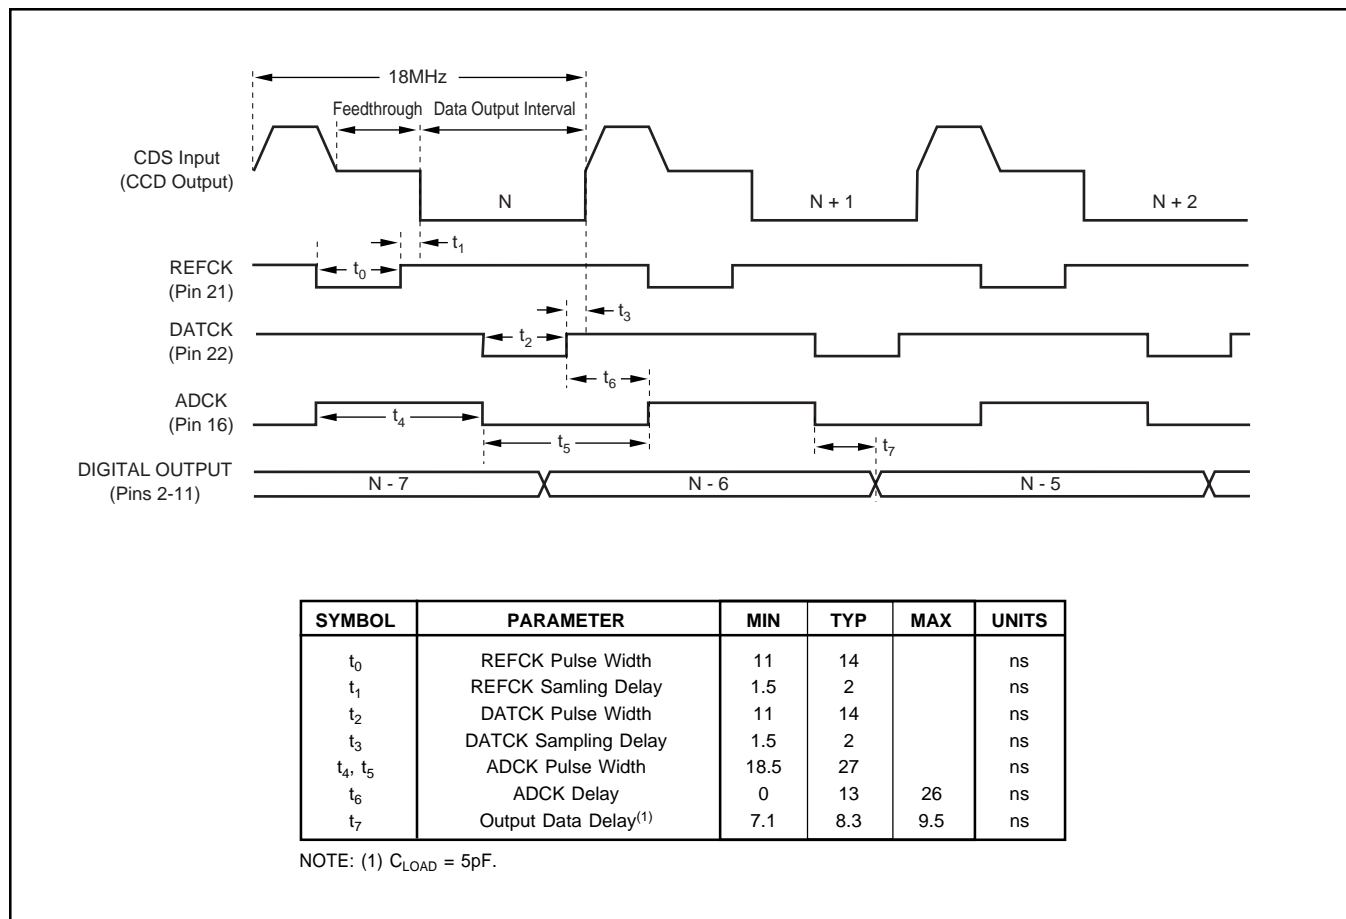 18MHz
Feedthrough Data Output Interval
CDS Input
(CCD Output)
N
N + 1
N + 2
t1
REFCK
(Pin 21)
t0
t3
DATCK
(Pin 22)
t2
t6
ADCK
(Pin 16)
t4
t5
t7
DIGITAL OUTPUT
(Pins 2-11)
N - 7
N - 6
N - 5
SYMBOL PARAMETER MIN TYP MAX UNITS
t0 REFCK Pulse Width 11 14 ns
t1 REFCK Samling Delay 1.5 2 ns
t2 DATCK Pulse Width 11 14 ns
t3 DATCK Sampling Delay 1.5 2 ns
t4, t5 ADCK Pulse Width 18.5 27 ns
t6 ADCK Delay 0 13 26 ns
t7 Output Data Delay(1) 7.1 8.3 9.5 ns
NOTE: (1) CLOAD = 5pF.